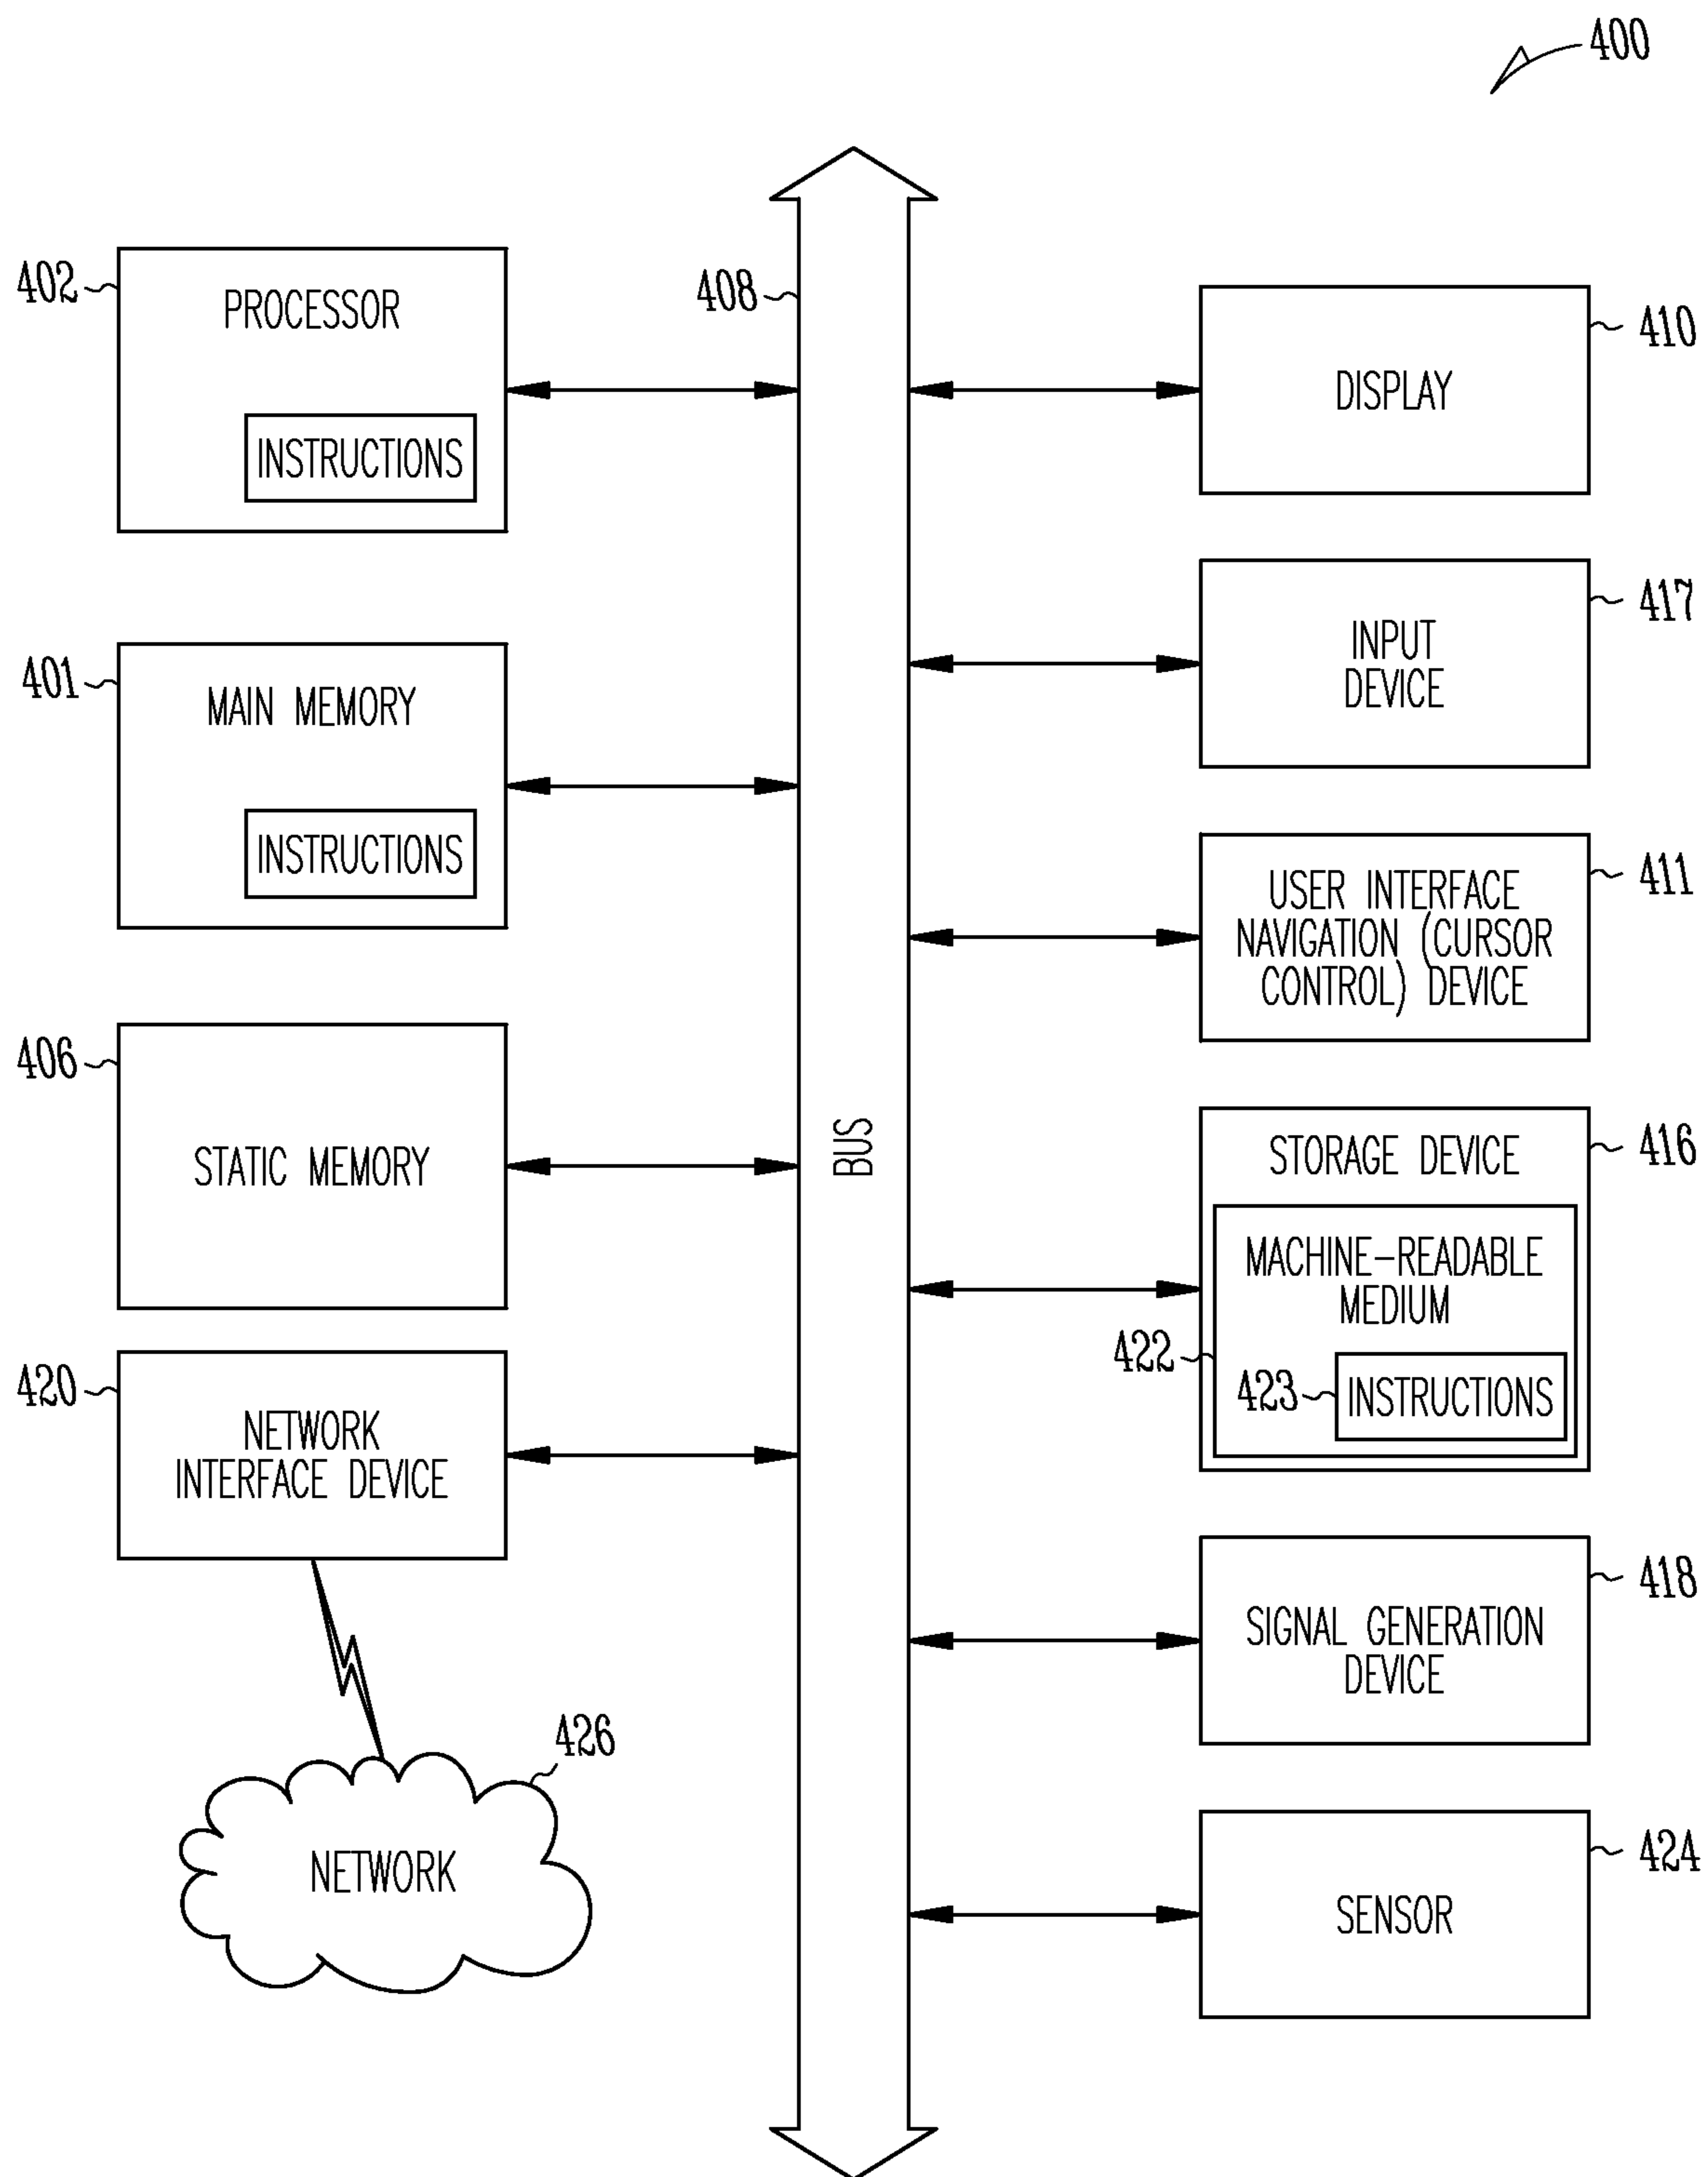 400
402
PROCESSOR
INSTRUCTIONS
401
MAIN MEMORY
INSTRUCTIONS
406
STATIC MEMORY
420
NETWORK
INTERFACE DEVICE
426
NETWORK
408
BUS
410
DISPLAY
417
INPUT
DEVICE
411
USER INTERFACE
NAVIGATION (CURSOR
CONTROL) DEVICE
416
STORAGE DEVICE
MACHINE-READABLE
MEDIUM
422
423
INSTRUCTIONS
418
SIGNAL GENERATION
DEVICE
424
SENSOR